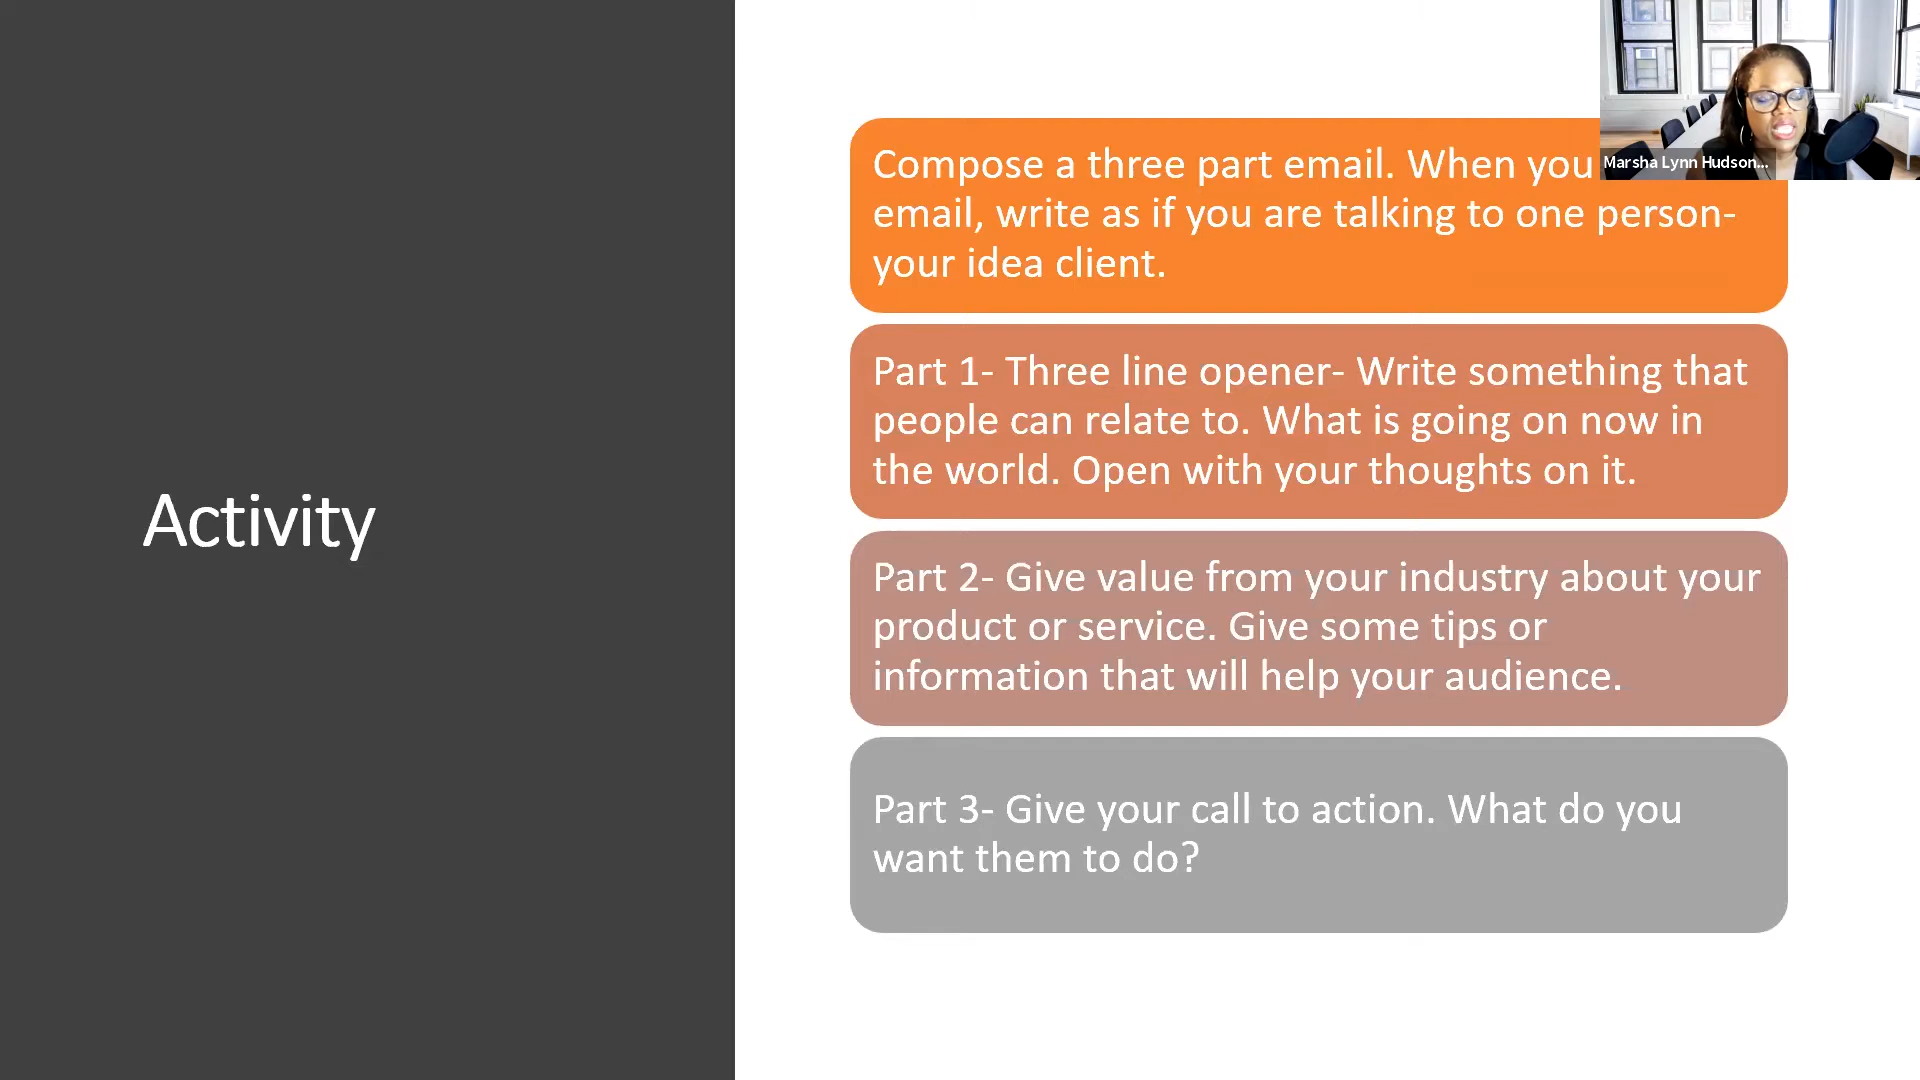 Activity
Compose a three part email. When you
email, write as if you are talking to one person-
your idea client.
Part 1- Three line opener- Write something that
people can relate to. What is going on now in
the world. Open with your thoughts on it.
Part 2- Give value from your industry about your
product or service. Give some tips or
information that will help your audience.
Part 3- Give your call to action. What do you
want them to do?
Marsha Lynn Hudson...